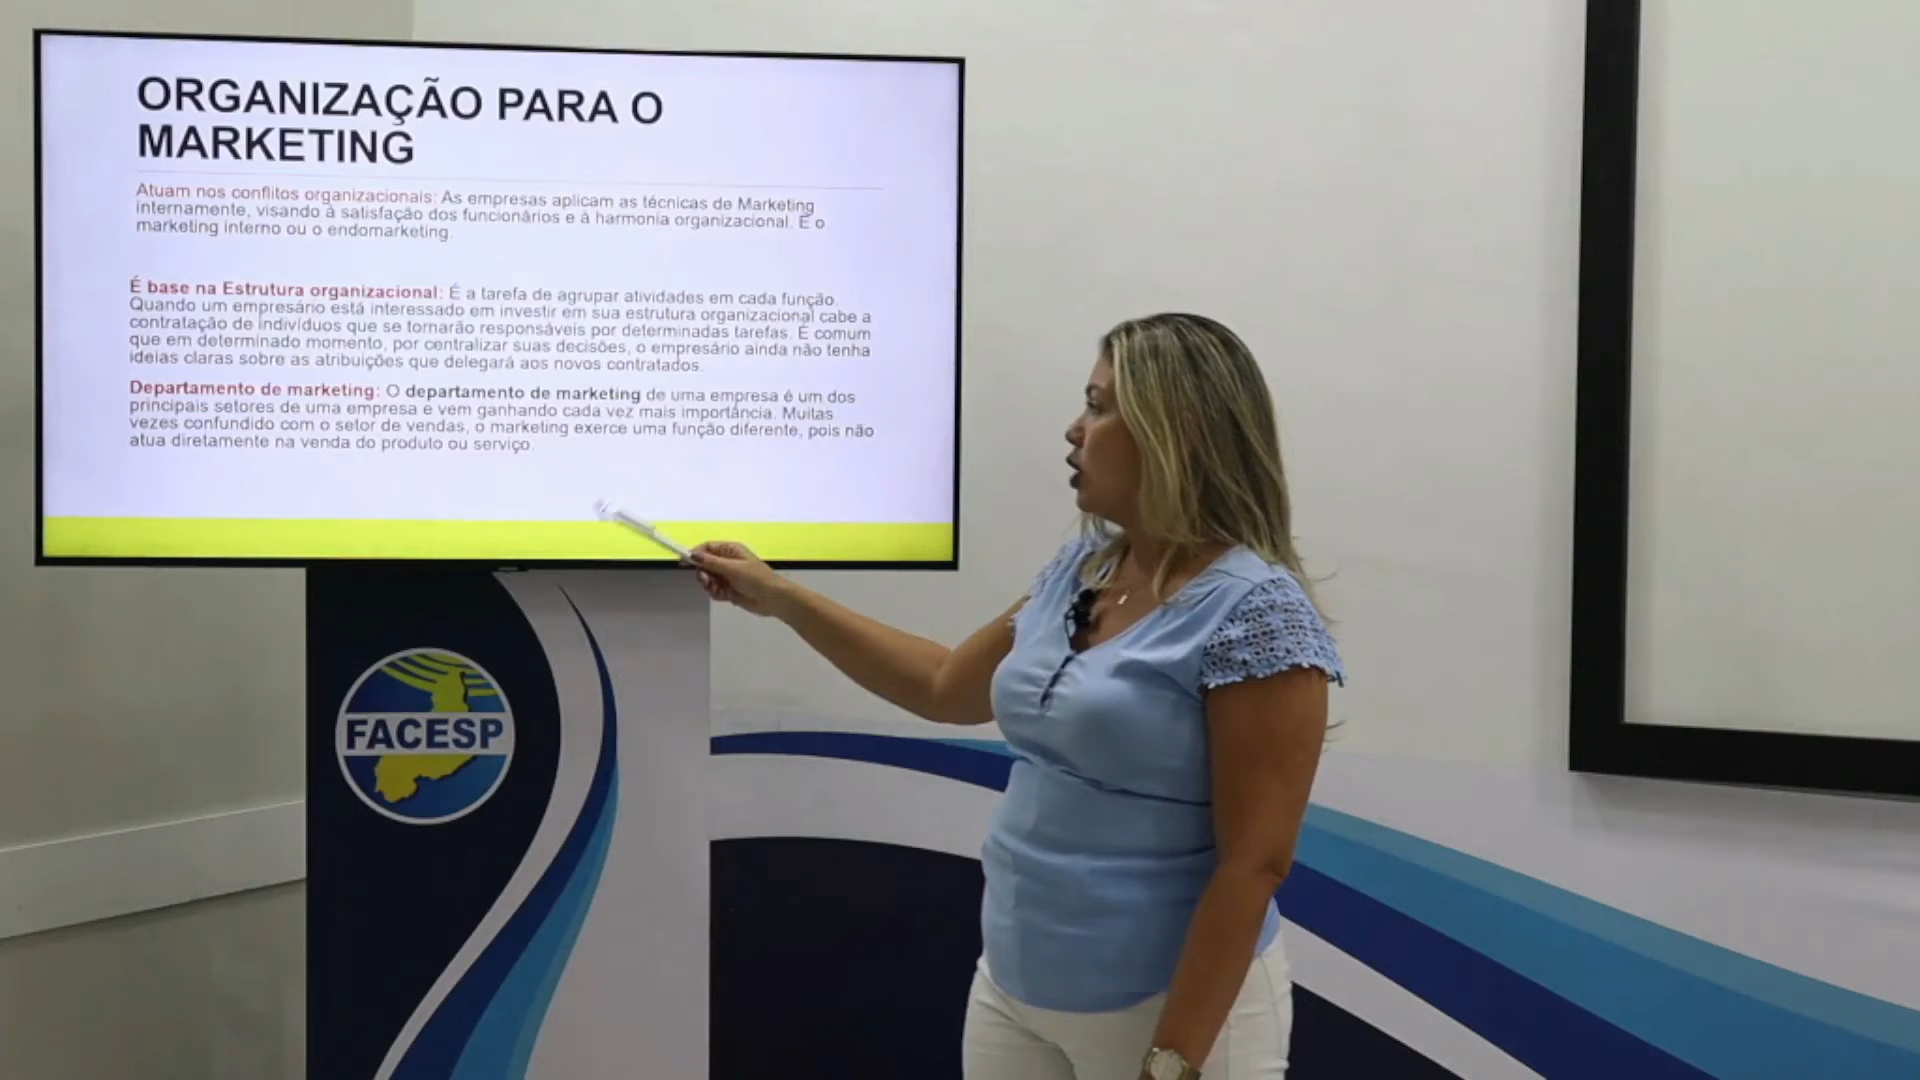 ORGANIZAÇÃO PARA O
MARKETING
Atuam nos conflitos organizacionais: As empresas aplicam as técnicas de Marketing
internamente, visando à satisfação dos funcionários e à harmonia organizacional. É o
marketing interno ou o endomarketing.
É base na Estrutura organizacional: É a tarefa de agrupar atividades em cada função.
Quando um empresário está interessado em investir em sua estrutura organizacional cabe a
contratação de indivíduos que se tornarão responsáveis por determinadas tarefas. É comum
que em determinado momento, por centralizar suas decisões, o empresário ainda não tenha
ideias claras sobre as atribuições que delegará aos novos contratados.
Departamento de marketing: O departamento de marketing de uma empresa é um dos
principais setores de uma empresa e vem ganhando cada vez mais importância. Muitas
vezes confundido com o setor de vendas, o marketing exerce uma função diferente, pois não
atua diretamente na venda do produto ou serviço.
FACESP